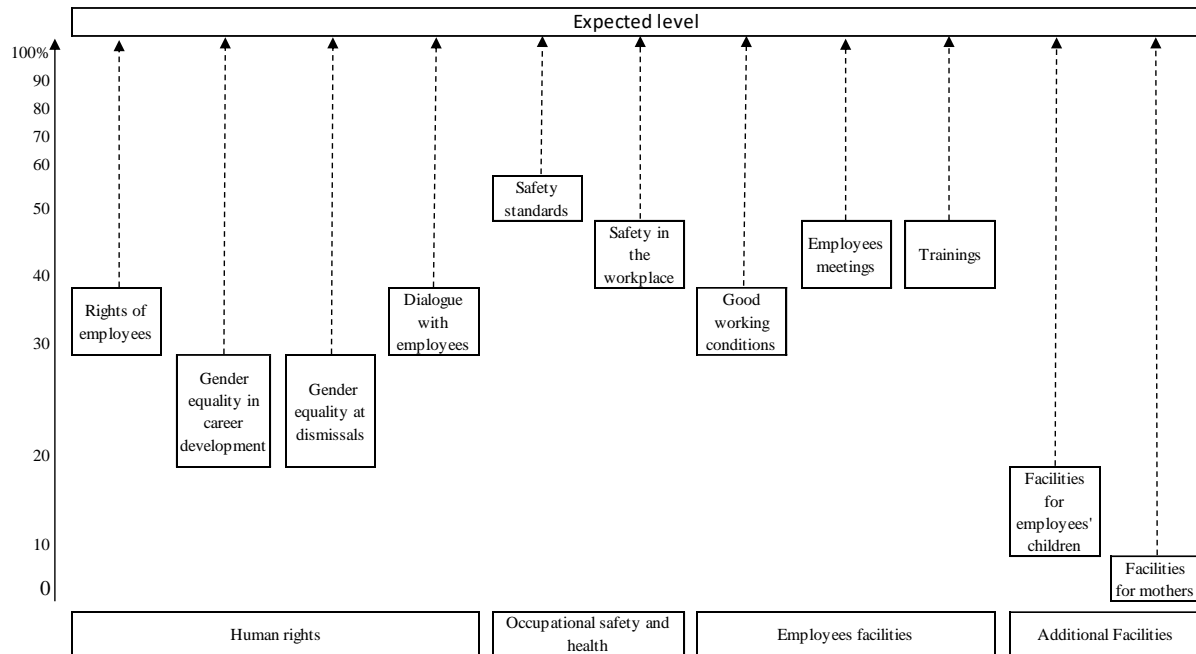 Expected level
100%
90
80
70
60
50
40
30
20
10
0
Rights of
employees
Gender
equality in
career
development
Gender
equality at
dismissals
Dialogue
with
employees
Safety
standards
Safety in
the
workplace
Good
working
conditions
Employees
meetings
Trainings
Facilities
for
employees'
children
Facilities
for mothers
Human rights
Occupational safety and
health
Employees facilities
Additional Facilities